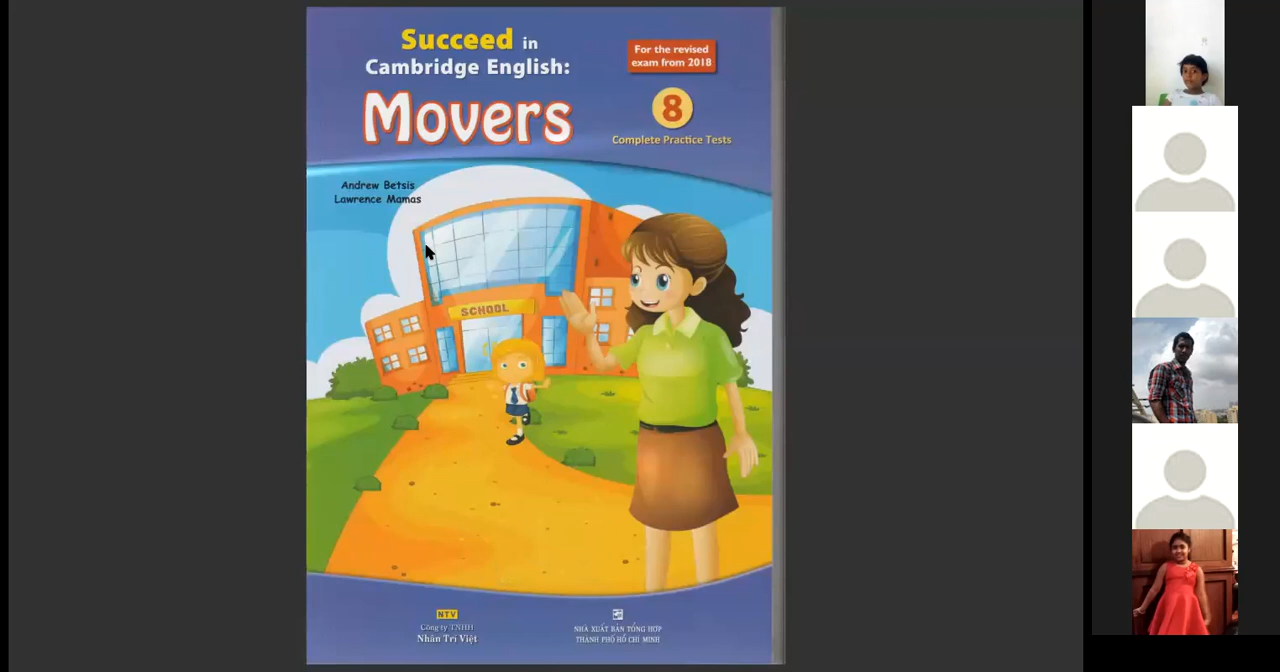 Succeed in
Cambridge English:
Movers
For the revised
exam from 2018
8
Complete Practice Tests
Andrew Betsis
Lawrence Mamas
SCHOOL
NTV
Công ty TNHH
Nhân Trí Việt
NHÀ XUẤT BẢN TỔNG HỢP
THÀNH PHỐ HỒ CHÍ MINH